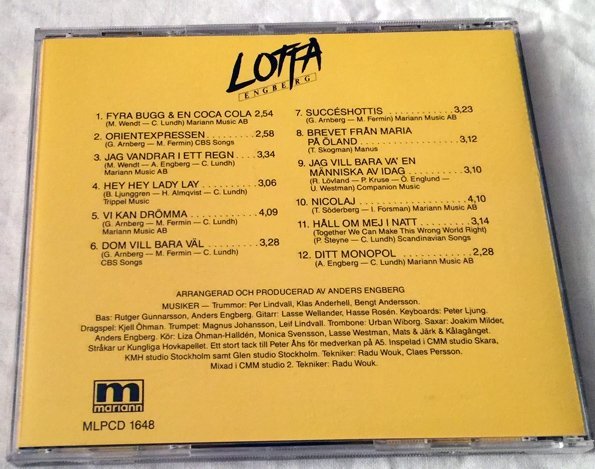 LOTTA
ENGBERG
1. FYRA BUGG & EN COCA COLA 2,54
(M. Wendt — C. Lundh) Mariann Music AB
2. ORIENTEXPRESSEN ......... 2,58
(G. Arnberg — M. Fermin) CBS Songs
3. JAG VANDRAR I ETT REGN .. 3,34
(M. Wendt — A. Engberg — C. Lundh)
Mariann Music AB
4. HEY HEY LADY LAY ......... 3,06
(B. Ljunggren — H. Almqvist — C. Lundh)
Trippel Music
5. VI KAN DRÖMMA ........... 4,09
(G. Arnberg — M. Fermin — C. Lundh)
Mariann Music AB
6. DOM VILL BARA VÄL ........ 3,28
(G. Arnberg — M. Fermin — C. Lundh)
CBS Songs
7. SUCCÉSHOTTIS ............ 3,23
(G. Arnberg — M. Fermin) Mariann Music AB
8. BREVET FRÅN MARIA
PÅ ÖLAND ................. 3,12
(T. Skogman) Manus
9. JAG VILL BARA VA' EN
MÄNNISKA AV IDAG .......... 3,10
(R. Lövland — P. Kruse — Ö. Englund —
U. Westman) Companion Music
10. NICOLAJ .................. 4,10
(T. Söderberg — I. Forsman) Mariann Music AB
11. HÅLL OM MEJ I NATT ....... 3,14
(Together We Can Make This Wrong World Right)
(P. Steyne — C. Lundh) Scandinavian Songs
12. DITT MONOPOL ............ 2,28
(A. Engberg — C. Lundh) Mariann Music AB
ARRANGERAD OCH PRODUCERAD AV ANDERS ENGBERG
MUSIKER — Trummor: Per Lindvall, Klas Anderhell, Bengt Andersson.
Bas: Rutger Gunnarsson, Anders Engberg. Gitarr: Lasse Wellander, Hasse Rosén. Keyboards: Peter Ljung.
Dragspel: Kjell Öhman. Trumpet: Magnus Johansson, Leif Lindvall. Trombone: Urban Wiborg. Saxar: Joakim Milder,
Anders Engberg. Kör: Liza Öhman-Halldén, Monica Svensson, Lasse Westman, Mats & Järk & Kålagänget.
Stråkar ur Kungliga Hovkapellet. Ett stort tack till Peter Åhs för medverkan på A5. Inspelad i CMM studio Skara,
KMH studio Stockholm samt Glen studio Stockholm. Tekniker: Radu Wouk, Claes Persson.
Mixad i CMM studio 2. Tekniker: Radu Wouk.
m
mariann
MLPCD 1648